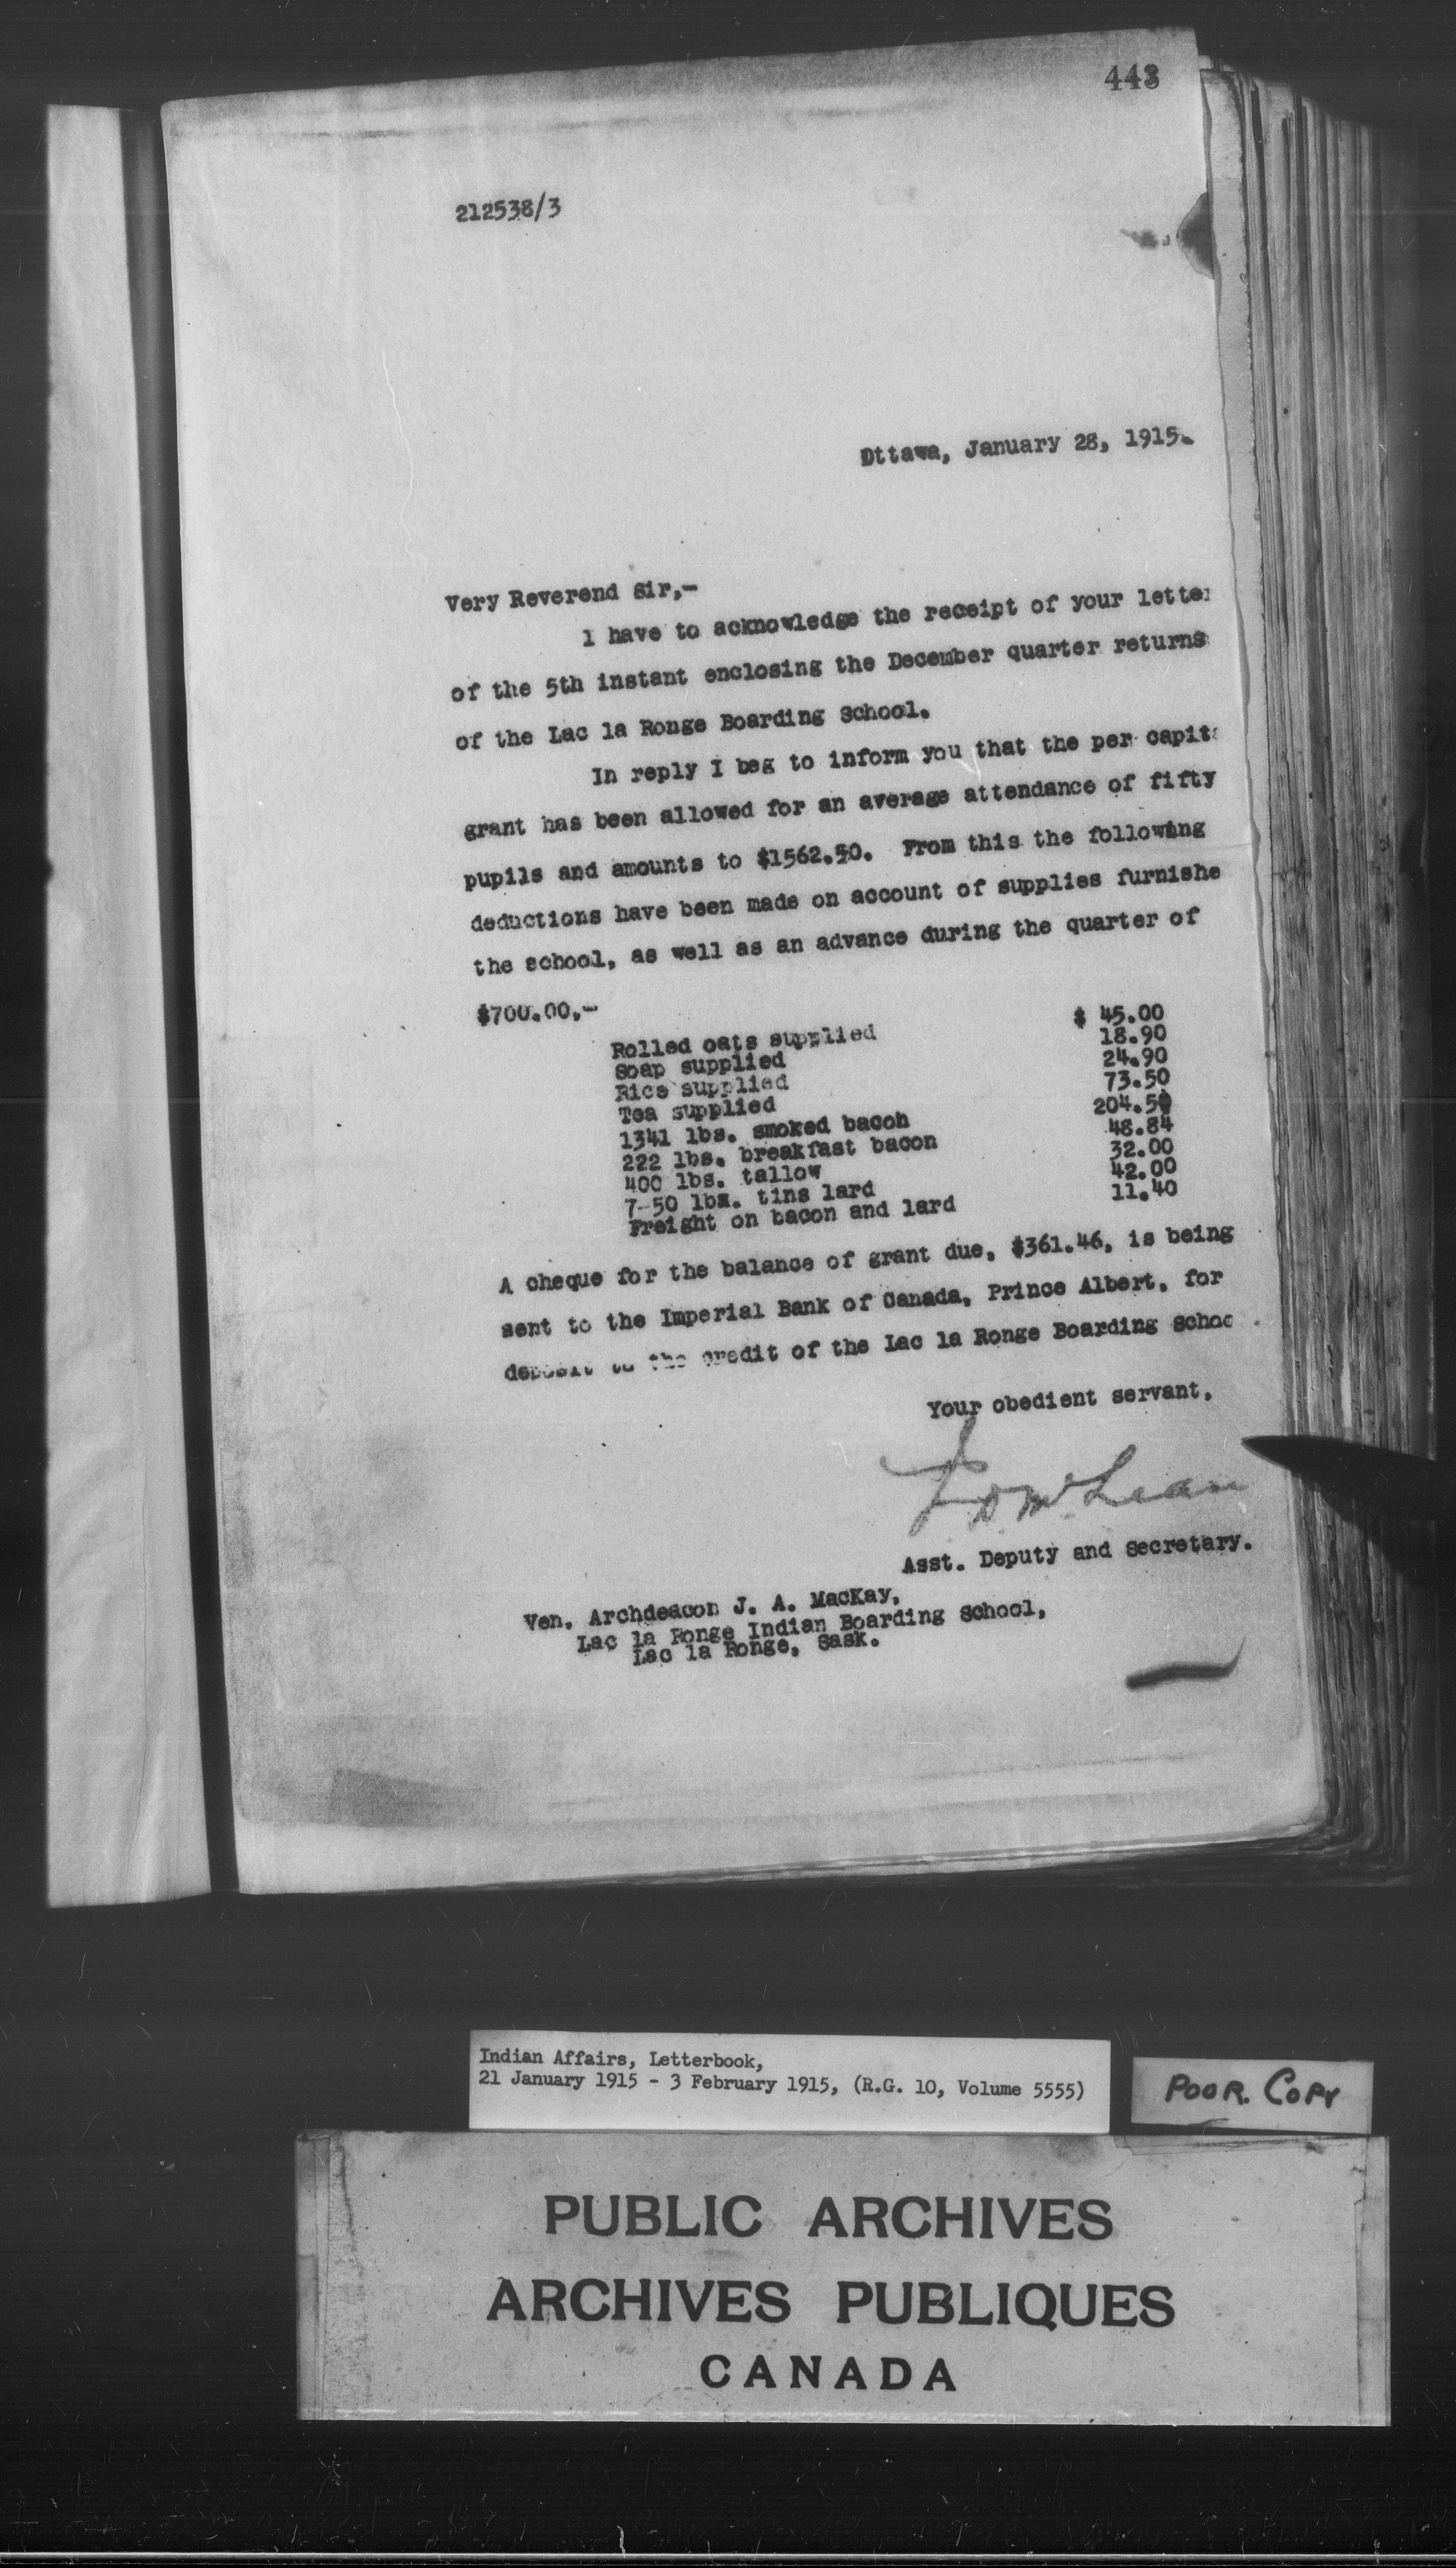 443
212538/3
Ottawa, January 28, 1915.
Very Reverend Sir,-
I have to acknowledge the receipt of your letter
of the 5th instant enclosing the December quarter returns
of the Lac la Ronge Boarding School.
In reply I beg to inform you that the per capita
grant has been allowed for an average attendance of fifty
pupils and amounts to $1562.50. From this the following
deductions have been made on account of supplies furnishe
the school, as well as an advance during the quarter of
$700.00,-
Rolled oats supplied $ 45.00
Soap supplied 18.90
Rice supplied 24.90
Tea supplied 73.50
1341 lbs. smoked bacon 204.50
222 lbs. breakfast bacon 48.84
400 lbs. tallow 32.00
7-50 lbs. tins lard 42.00
Freight on bacon and lard 11.40
A cheque for the balance of grant due, $361.46, is being
sent to the Imperial Bank of Canada, Prince Albert, for
deposit to the credit of the Lac la Ronge Boarding Schoo
Your obedient servant,
J D McLean
Asst. Deputy and Secretary.
Ven. Archdeacon J. A. MacKay,
Lac la Ronge Indian Boarding School,
Lac la Ronge, Sask.
Indian Affairs, Letterbook,
21 January 1915 - 3 February 1915, (R.G. 10, Volume 5555)
POOR. COPY
PUBLIC ARCHIVES
ARCHIVES PUBLIQUES
CANADA